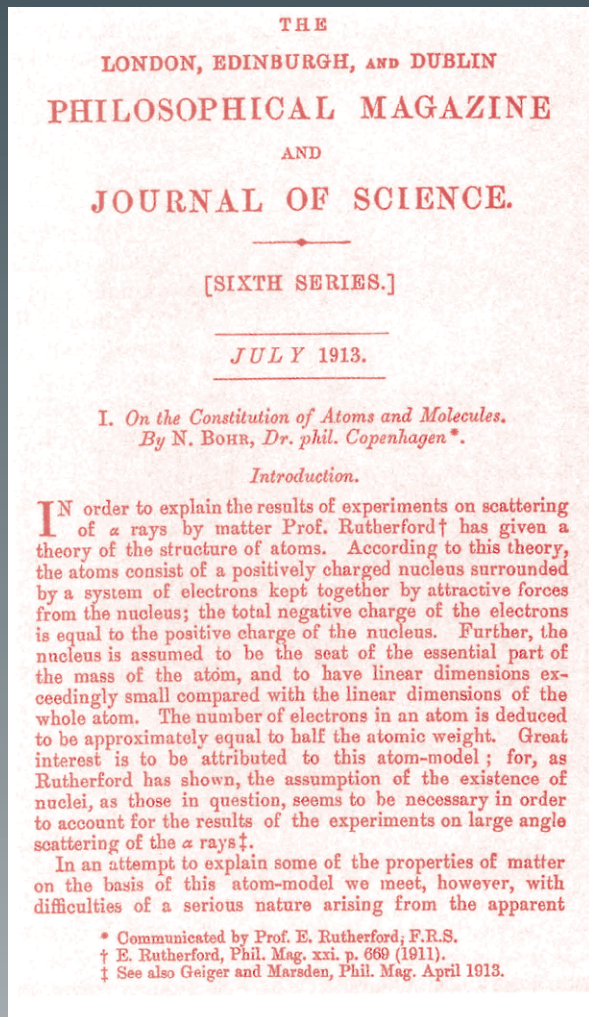 THE
LONDON, EDINBURGH, AND DUBLIN
PHILOSOPHICAL MAGAZINE
AND
JOURNAL OF SCIENCE.
[SIXTH SERIES.]
JULY 1913.
I. On the Constitution of Atoms and Molecules.
By N. BOHR, Dr. phil. Copenhagen*.
Introduction.
IN order to explain the results of experiments on scattering
of α rays by matter Prof. Rutherford† has given a
theory of the structure of atoms. According to this theory,
the atoms consist of a positively charged nucleus surrounded
by a system of electrons kept together by attractive forces
from the nucleus; the total negative charge of the electrons
is equal to the positive charge of the nucleus. Further, the
nucleus is assumed to be the seat of the essential part of
the mass of the atom, and to have linear dimensions ex-
ceedingly small compared with the linear dimensions of the
whole atom. The number of electrons in an atom is deduced
to be approximately equal to half the atomic weight. Great
interest is to be attributed to this atom-model; for, as
Rutherford has shown, the assumption of the existence of
nuclei, as those in question, seems to be necessary in order
to account for the results of the experiments on large angle
scattering of the α rays‡.
In an attempt to explain some of the properties of matter
on the basis of this atom-model we meet, however, with
difficulties of a serious nature arising from the apparent
* Communicated by Prof. E. Rutherford, F.R.S.
† E. Rutherford, Phil. Mag. xxi. p. 669 (1911).
‡ See also Geiger and Marsden, Phil. Mag. April 1913.